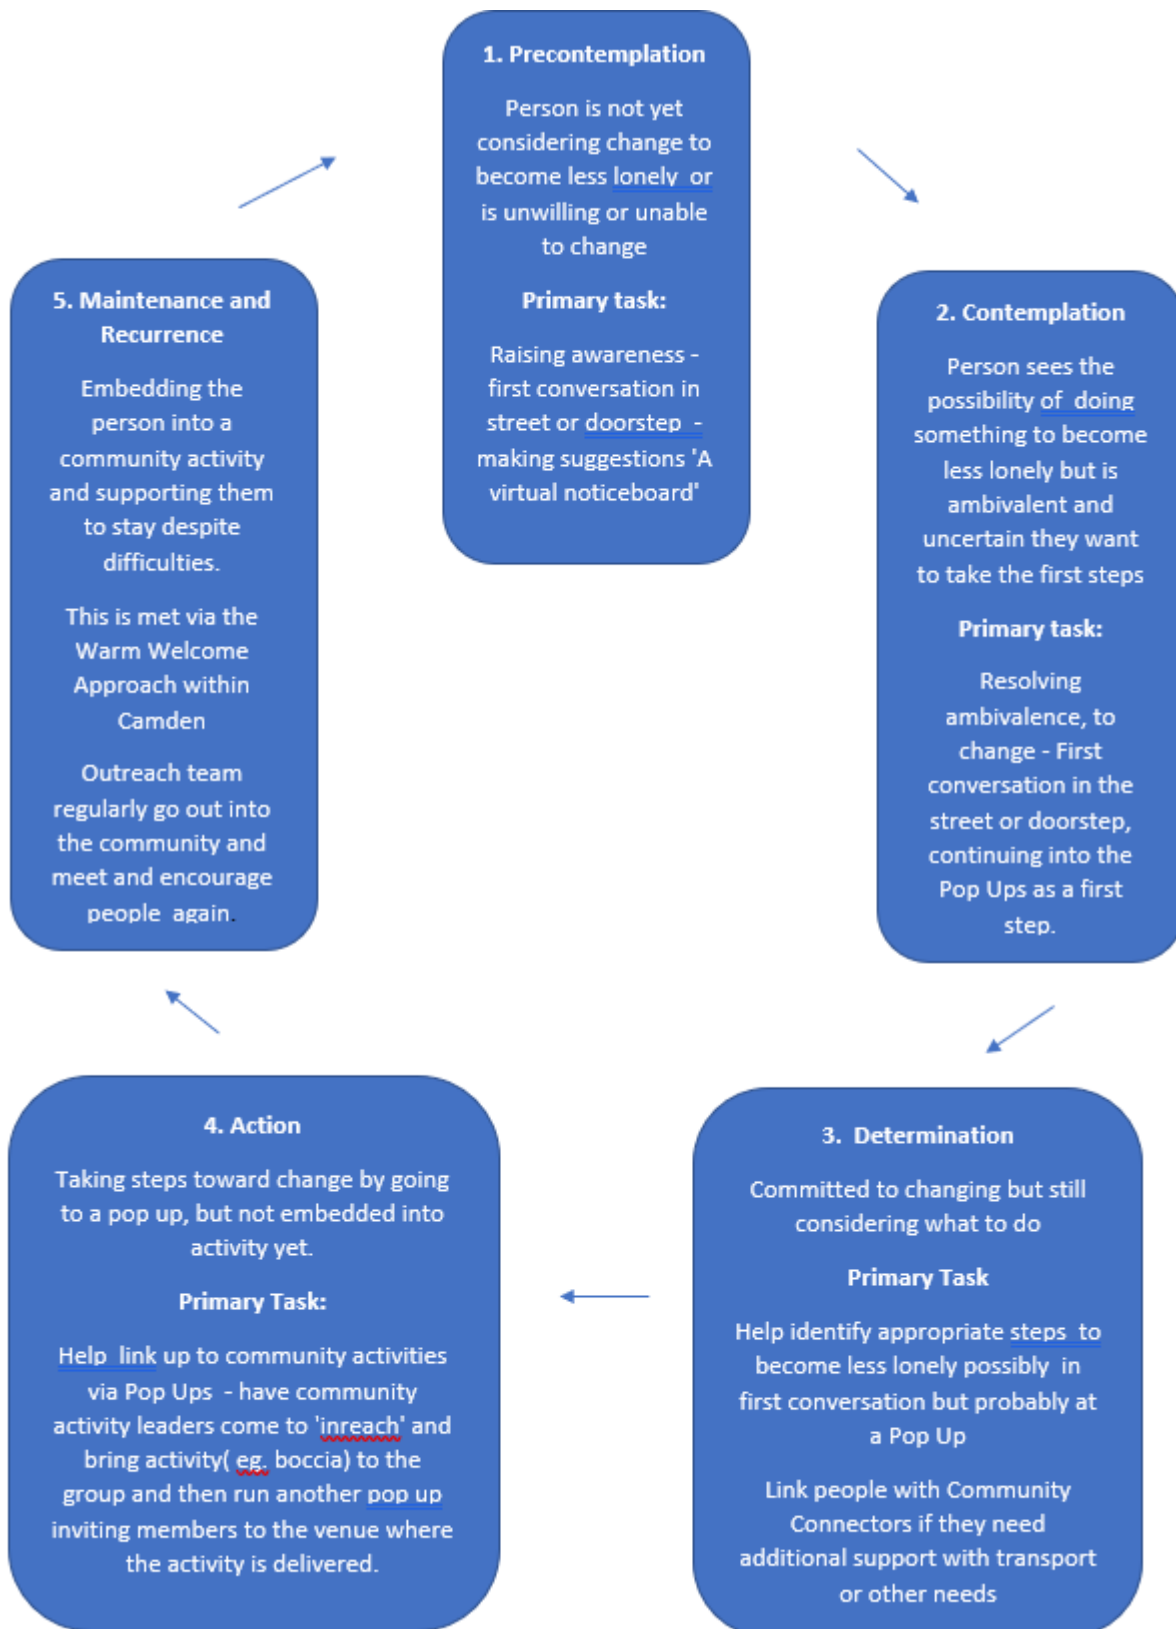 1. Precontemplation
Person is not yet
considering change to
become less lonely  or
is unwilling or unable
to change
Primary task:
Raising awareness -
first conversation in
street or doorstep  -
making suggestions 'A
virtual noticeboard'
2. Contemplation
Person sees the
possibility of  doing
something to become
less lonely but is
ambivalent and
uncertain they want
to take the first steps
Primary task:
Resolving
ambivalence, to
change - First
conversation in the
street or doorstep,
continuing into the
Pop Ups as a first
step.
3.  Determination
Committed to changing but still
considering what to do
Primary Task
Help identify appropriate steps  to
become less lonely possibly  in
first conversation but probably at
a Pop Up
Link people with Community
Connectors if they need
additional support with transport
or other needs
4. Action
Taking steps toward change by going
to a pop up, but not embedded into
activity yet.
Primary Task:
Help  link up to community activities
via Pop Ups  - have community
activity leaders come to 'inreach' and
bring activity( eg. boccia) to the
group and then run another pop up
inviting members to the venue where
the activity is delivered.
5. Maintenance and
Recurrence
Embedding the
person into a
community activity
and supporting them
to stay despite
difficulties.
This is met via the
Warm Welcome
Approach within
Camden
Outreach team
regularly go out into
the community and
meet and encourage
people  again.